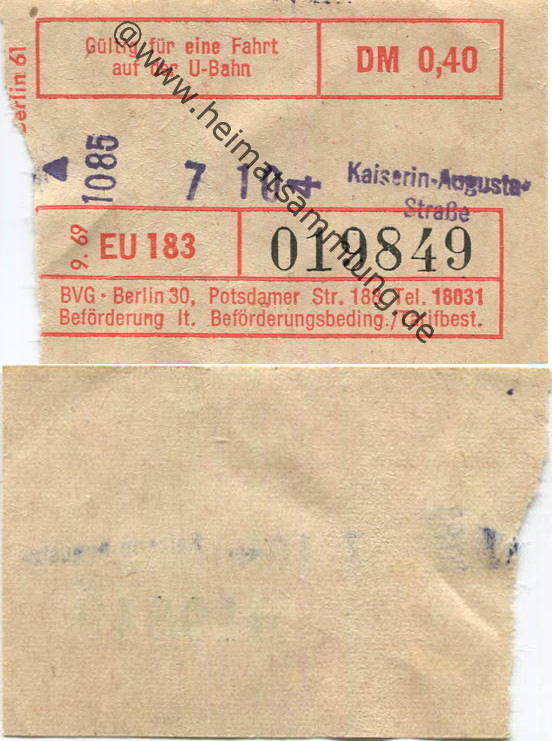 Gültig für eine Fahrt
auf der U-Bahn
DM 0,40
Berlin 61
1085
7
Kaiserin-Augusta-
Straße
9. 69
EU 183
019849
BVG · Berlin 30, Potsdamer Str. 188, Tel. 18031
Beförderung lt. Beförderungsbeding./Tarifbest.
@www.heimatsammlung.de